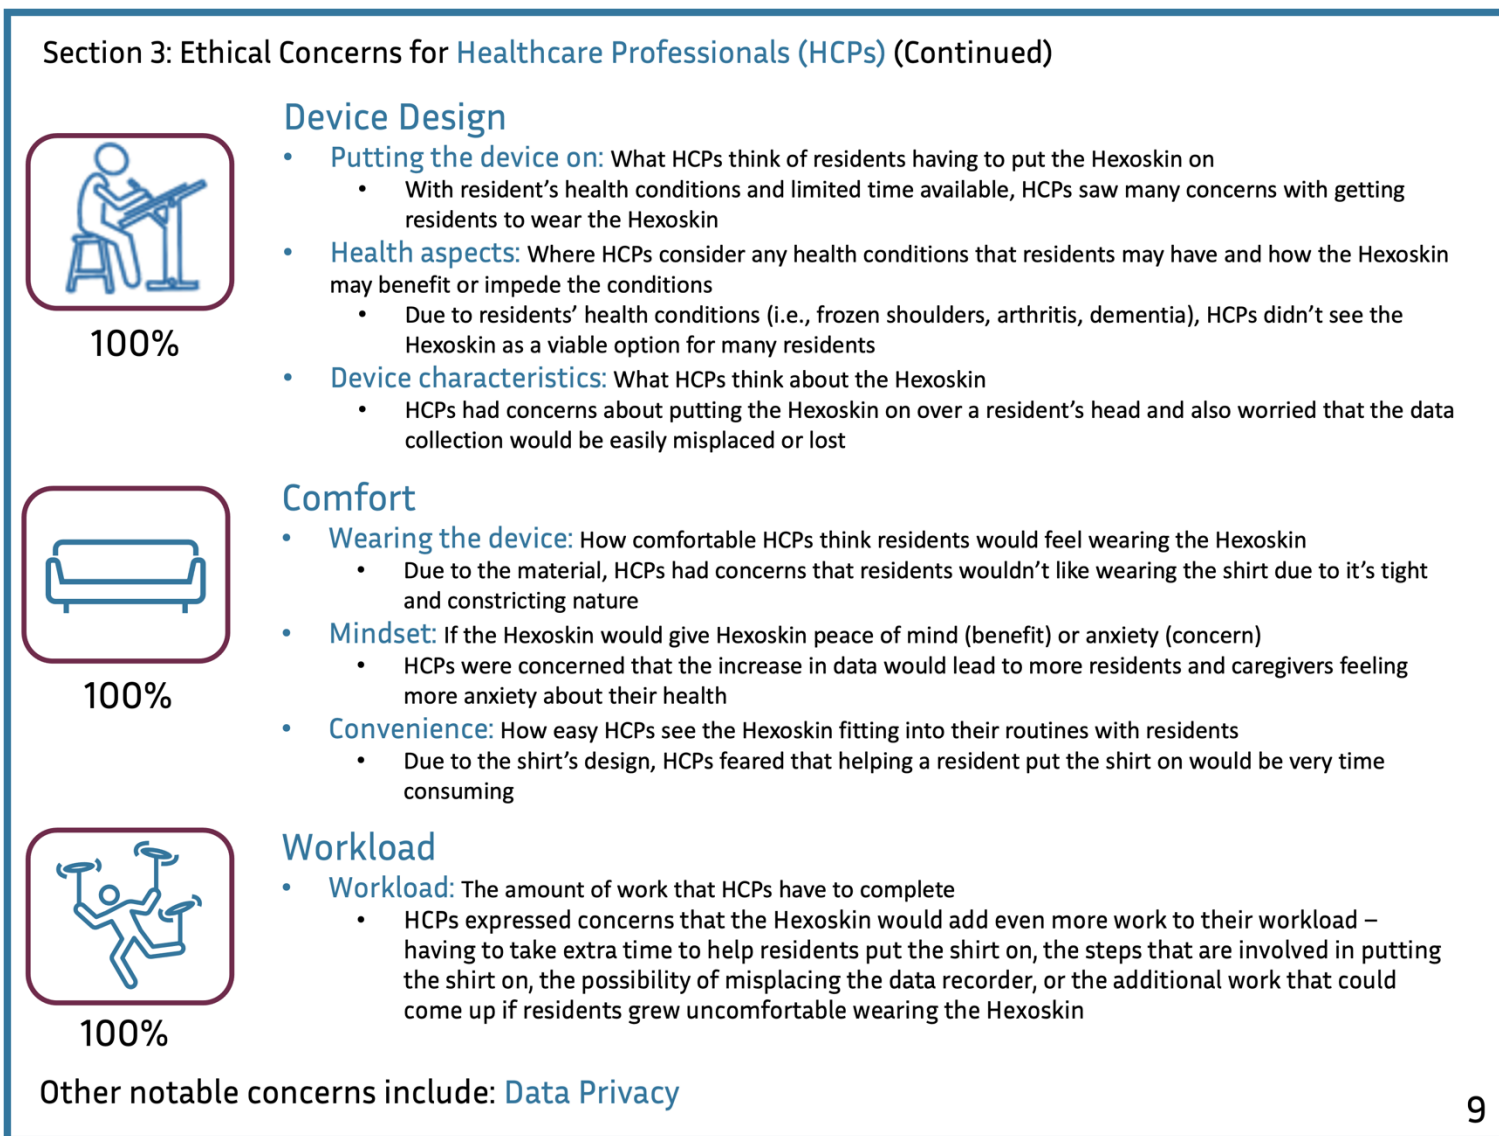 Section 3: Ethical Concerns for Healthcare Professionals (HCPs) (Continued)
Device Design
• Putting the device on: What HCPs think of residents having to put the Hexoskin on
• With resident's health conditions and limited time available, HCPs saw many concerns with getting
residents to wear the Hexoskin
• Health aspects: Where HCPs consider any health conditions that residents may have and how the Hexoskin
may benefit or impede the conditions
• Due to residents' health conditions (i.e., frozen shoulders, arthritis, dementia), HCPs didn't see the
Hexoskin as a viable option for many residents
• Device characteristics: What HCPs think about the Hexoskin
• HCPs had concerns about putting the Hexoskin on over a resident's head and also worried that the data
collection would be easily misplaced or lost
100%
Comfort
• Wearing the device: How comfortable HCPs think residents would feel wearing the Hexoskin
• Due to the material, HCPs had concerns that residents wouldn't like wearing the shirt due to it's tight
and constricting nature
• Mindset: If the Hexoskin would give Hexoskin peace of mind (benefit) or anxiety (concern)
• HCPs were concerned that the increase in data would lead to more residents and caregivers feeling
more anxiety about their health
• Convenience: How easy HCPs see the Hexoskin fitting into their routines with residents
• Due to the shirt's design, HCPs feared that helping a resident put the shirt on would be very time
consuming
100%
Workload
• Workload: The amount of work that HCPs have to complete
• HCPs expressed concerns that the Hexoskin would add even more work to their workload –
having to take extra time to help residents put the shirt on, the steps that are involved in putting
the shirt on, the possibility of misplacing the data recorder, or the additional work that could
come up if residents grew uncomfortable wearing the Hexoskin
100%
Other notable concerns include: Data Privacy
9